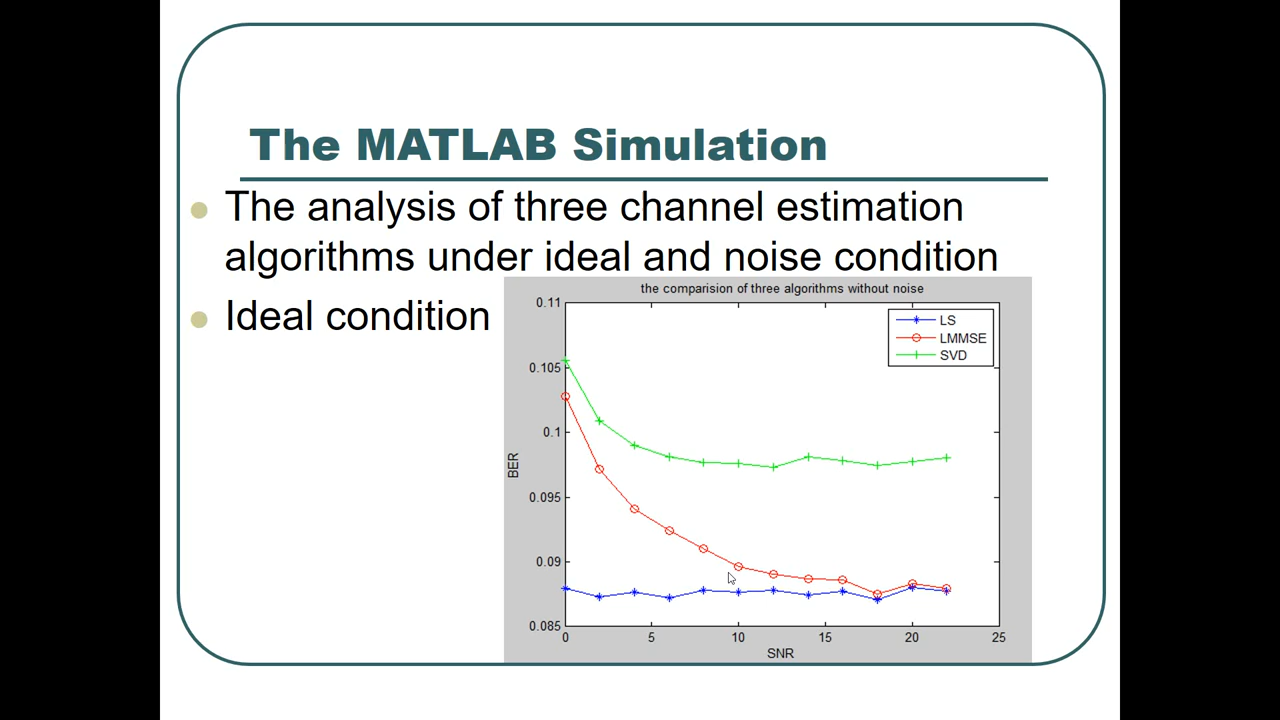 The MATLAB Simulation
The analysis of three channel estimation
algorithms under ideal and noise condition
Ideal condition
the comparision of three algorithms without noise
LS
LMMSE
SVD
0.11
0.105
0.1
0.095
0.09
0.085
BER
0 5 10 15 20 25
SNR